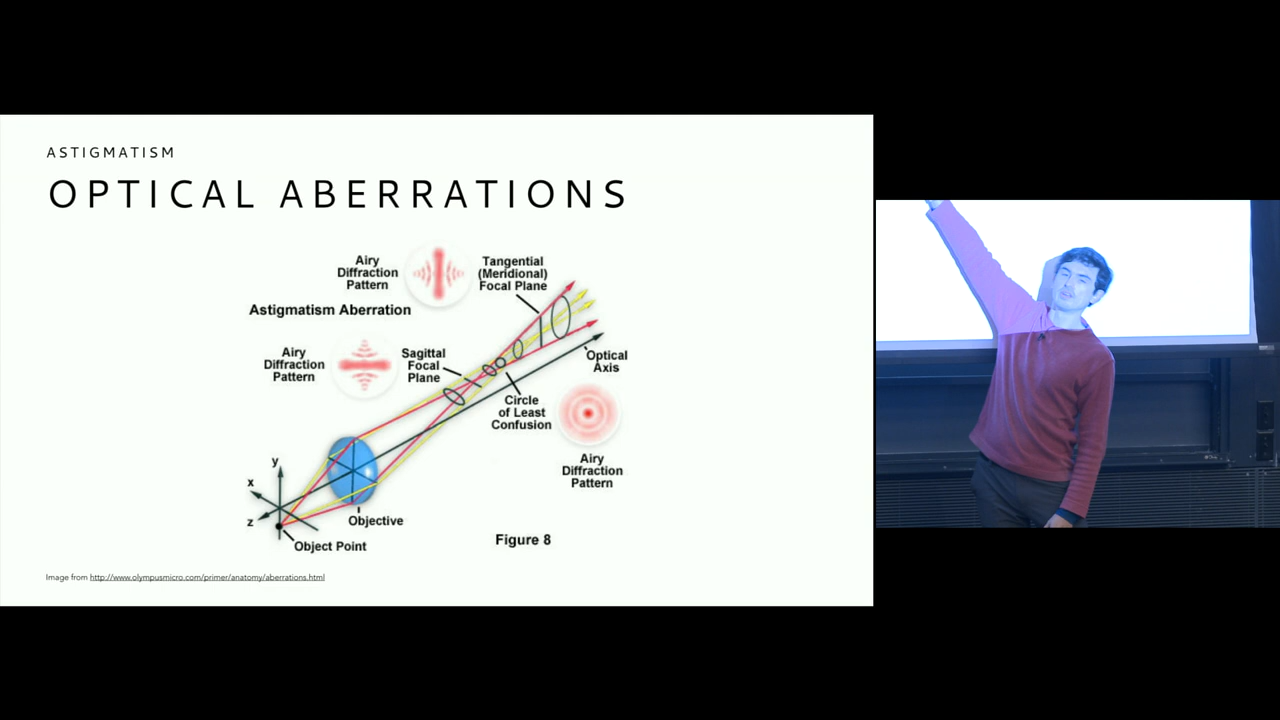 ASTIGMATISM
OPTICAL ABERRATIONS
Airy
Diffraction
Pattern
Tangential
(Meridional)
Focal Plane
Astigmatism Aberration
Airy
Diffraction
Pattern
Sagittal
Focal
Plane
Optical
Axis
Circle
of Least
Confusion
Airy
Diffraction
Pattern
y
x
z
Objective
Object Point
Figure 8
Image from http://www.olympusmicro.com/primer/anatomy/aberrations.html